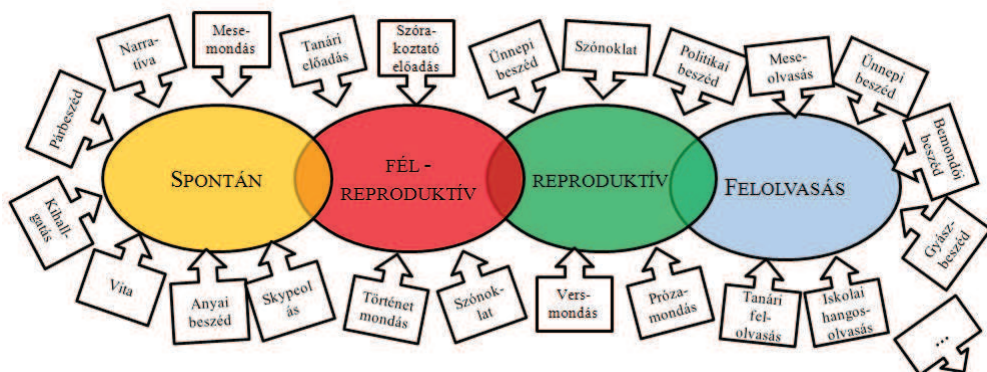 Narra-
tíva
Mese-
mondás
Tanári
előadás
Szóra-
koztató
előadás
Ünnepi
beszéd
Szónoklat
Politikai
beszéd
Mese-
olvasás
Ünnepi
beszéd
Párbeszéd
Bemondói
beszéd
SPONTÁN
FÉL -
REPRODUKTÍV
REPRODUKTÍV
FELOLVASÁS
Kihall-
gatás
Gyász-
beszéd
Vita
Anyai
beszéd
Skypeol
ás
Történet
mondás
Szónok-
lat
Vers-
mondás
Próza-
mondás
Tanári
fel-
olvasás
Iskolai
hangos-
olvasás
...